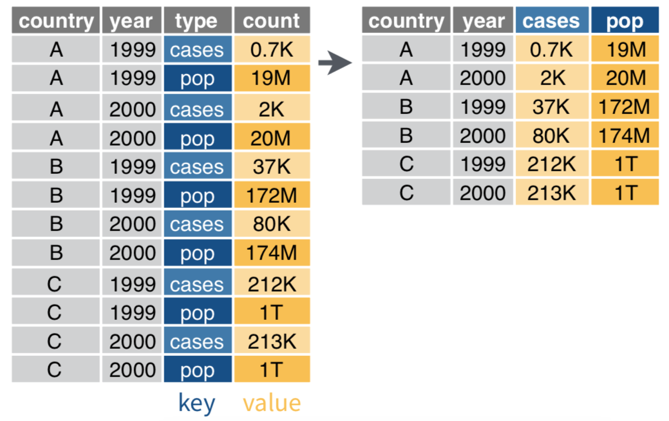 country year type count
A 1999 cases 0.7K
A 1999 pop 19M
A 2000 cases 2K
A 2000 pop 20M
B 1999 cases 37K
B 1999 pop 172M
B 2000 cases 80K
B 2000 pop 174M
C 1999 cases 212K
C 1999 pop 1T
C 2000 cases 213K
C 2000 pop 1T
key value
country year cases pop
A 1999 0.7K 19M
A 2000 2K 20M
B 1999 37K 172M
B 2000 80K 174M
C 1999 212K 1T
C 2000 213K 1T